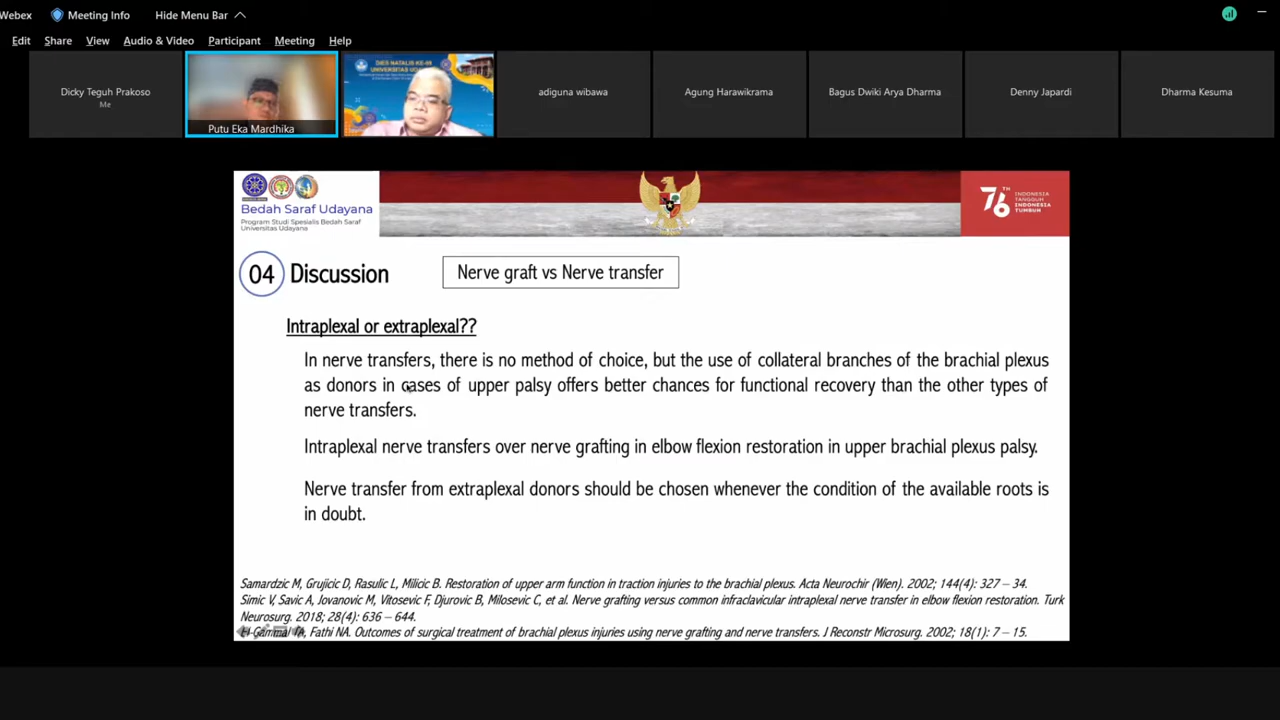 Webex
Meeting Info
Hide Menu Bar
Edit Share View Audio & Video Participant Meeting Help
Dicky Teguh Prakoso
Me
Putu Eka Mardhika
DIES NATALIS KE-
UNIVERSITAS
adiguna wibawa
Agung Harawikrama
Bagus Dwiki Arya Dharma
Denny Japardi
Dharma Kesuma
Bedah Saraf Udayana
Program Studi Spesialis Bedah Saraf
Universitas Udayana
76TH
INDONESIA
TANGGUH
INDONESIA
TUMBUH
04 Discussion
Nerve graft vs Nerve transfer
Intraplexal or extraplexal??
In nerve transfers, there is no method of choice, but the use of collateral branches of the brachial plexus
as donors in cases of upper palsy offers better chances for functional recovery than the other types of
nerve transfers.
Intraplexal nerve transfers over nerve grafting in elbow flexion restoration in upper brachial plexus palsy.
Nerve transfer from extraplexal donors should be chosen whenever the condition of the available roots is
in doubt.
Samardzic M, Grujicic D, Rasulic L, Milicic B. Restoration of upper arm function in traction injuries to the brachial plexus. Acta Neurochir (Wien). 2002; 144(4): 327 – 34.
Simic V, Savic A, Jovanovic M, Vitosevic F, Djurovic B, Milosevic C, et al. Nerve grafting versus common infraclavicular intraplexal nerve transfer in elbow flexion restoration. Turk
Neurosurg. 2018; 28(4): 636 – 644.
El-Gammal TA, Fathi NA. Outcomes of surgical treatment of brachial plexus injuries using nerve grafting and nerve transfers. J Reconstr Microsurg. 2002; 18(1): 7 – 15.